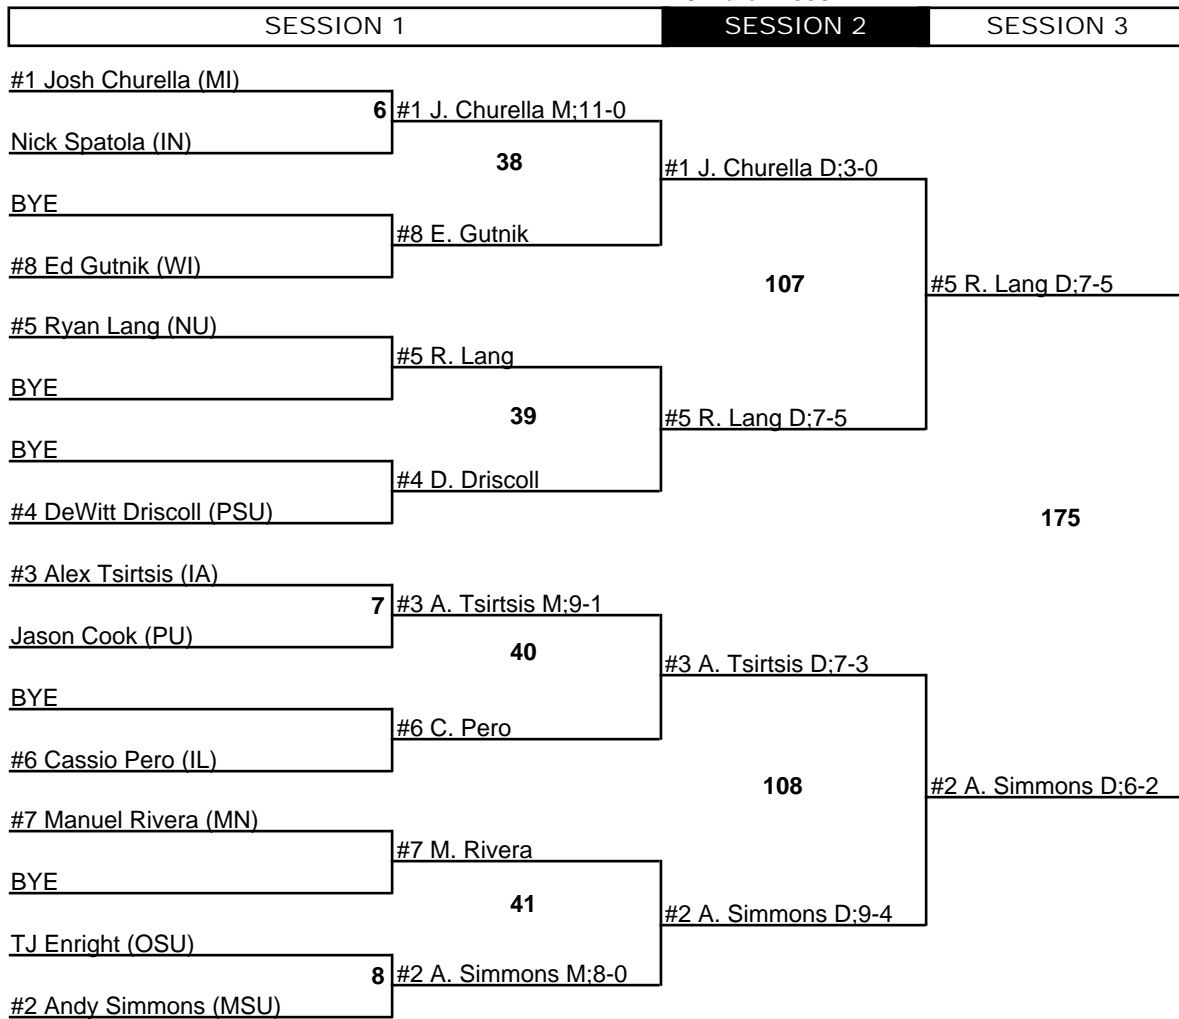 SESSION 1
SESSION 2
SESSION 3
#1 Josh Churella (MI)
6
#1 J. Churella M;11-0
Nick Spatola (IN)
38
#1 J. Churella D;3-0
BYE
#8 E. Gutnik
#8 Ed Gutnik (WI)
107
#5 R. Lang D;7-5
#5 Ryan Lang (NU)
#5 R. Lang
BYE
39
#5 R. Lang D;7-5
BYE
#4 D. Driscoll
#4 DeWitt Driscoll (PSU)
175
#3 Alex Tsirtsis (IA)
7
#3 A. Tsirtsis M;9-1
Jason Cook (PU)
40
#3 A. Tsirtsis D;7-3
BYE
#6 C. Pero
#6 Cassio Pero (IL)
108
#2 A. Simmons D;6-2
#7 Manuel Rivera (MN)
#7 M. Rivera
BYE
41
#2 A. Simmons D;9-4
TJ Enright (OSU)
8
#2 A. Simmons M;8-0
#2 Andy Simmons (MSU)